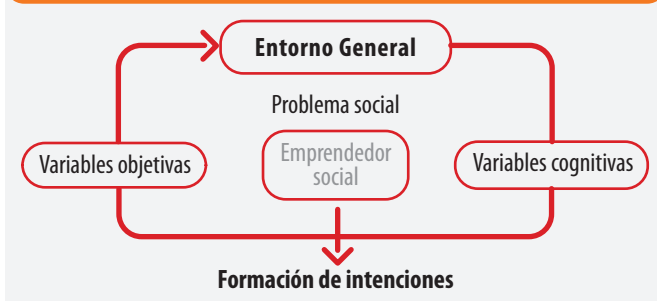 Entorno General
Problema social
Variables objetivas
Emprendedor
social
Variables cognitivas
Formación de intenciones